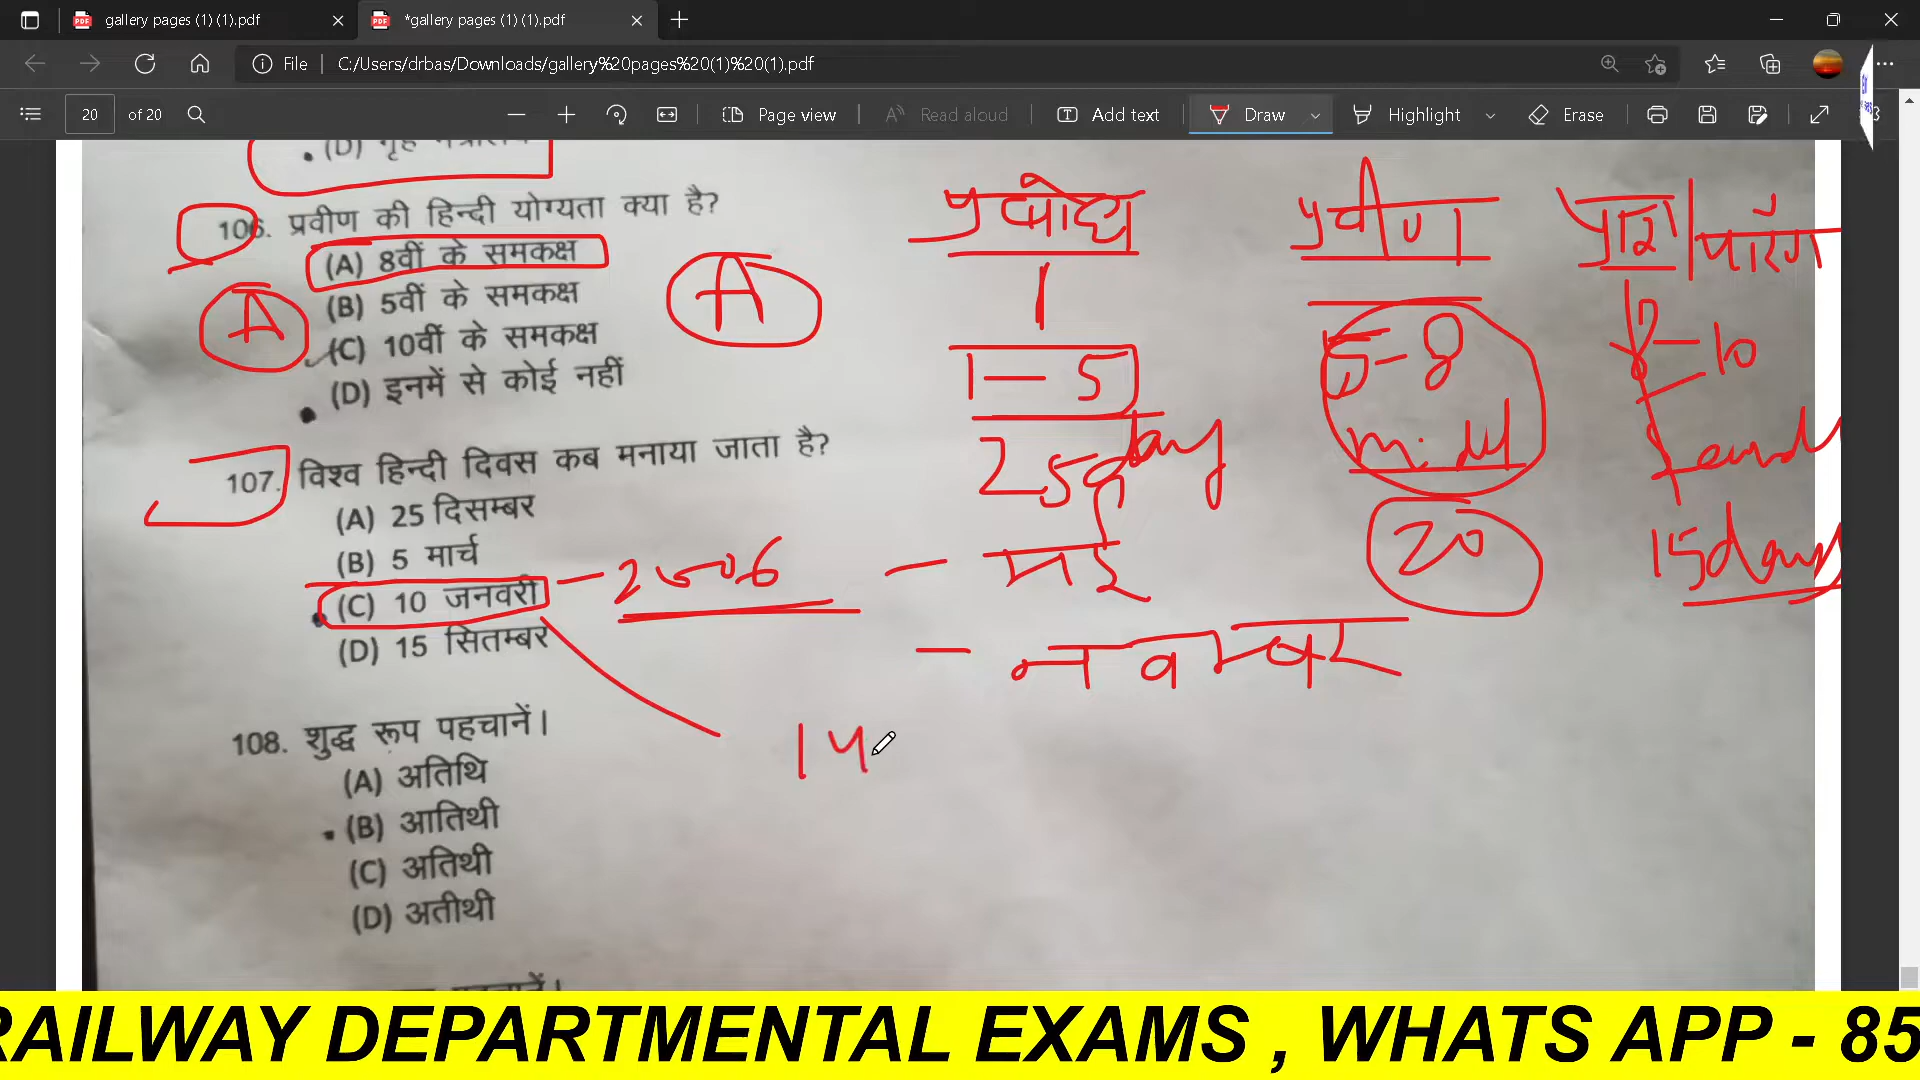 gallery pages (1) (1).pdf
*gallery pages (1) (1).pdf
File
C:/Users/drbas/Downloads/gallery%20pages%20(1)%20(1).pdf
20 of 20
Page view
Read aloud
Add text
Draw
Highlight
Erase
106. प्रवीण की हिन्दी योग्यता क्या है?
(A) 8वीं के समकक्ष
(B) 5वीं के समकक्ष
(C) 10वीं के समकक्ष
(D) इनमें से कोई नहीं
A
A
107. विश्व हिन्दी दिवस कब मनाया जाता है?
(A) 25 दिसम्बर
(B) 5 मार्च
(C) 10 जनवरी
(D) 15 सितम्बर
2006
108. शुद्ध रूप पहचानें।
(A) अतिथि
(B) आतिथी
(C) अतिथी
(D) अतीथी
प्रबोध
1
1 - 5
25 day
- मई
- नवम्बर
14
प्रवीण
5 - 8
20
पारंग
8 - 10
15 days
RAILWAY DEPARTMENTAL EXAMS , WHATS APP - 85